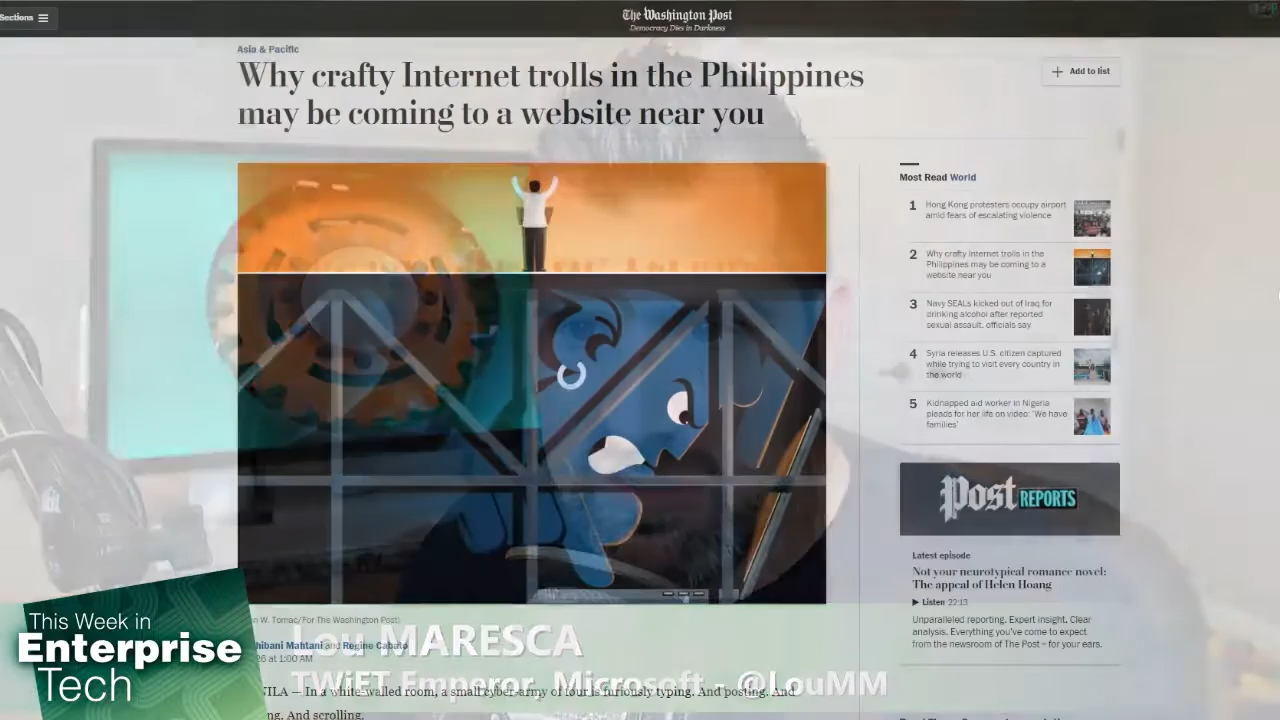 Sections
The Washington Post
Democracy Dies in Darkness
Asia & Pacific
Why crafty Internet trolls in the Philippines
may be coming to a website near you
Add to list
Most Read World
1 Hong Kong protesters occupy airport
amid fears of escalating violence
2 Why crafty Internet trolls in the
Philippines may be coming to a
website near you
3 Navy SEALs kicked out of Iraq for
drinking alcohol after reported
sexual assault, officials say
4 Syria releases U.S. citizen captured
while trying to visit every country in
the world
5 Kidnapped aid worker in Nigeria
pleads for her life on video: 'We have
families'
Post REPORTS
Latest episode
Not your neurotypical romance novel:
The appeal of Helen Hoang
Listen 22:13
Unparalleled reporting. Expert insight. Clear
analysis. Everything you've come to expect
from the newsroom of The Post – for your ears.
W. Tomac/For The Washington Post)
hibani Mahtani and Regine Cabato
26 at 1:00 AM
ILA — In a white-walled room, a small cyber-army of four is furiously typing. And posting. And
ng. And scrolling.
This Week in
Enterprise
Tech
Lou MARESCA
TWiET Emperor, Microsoft - @LouMM